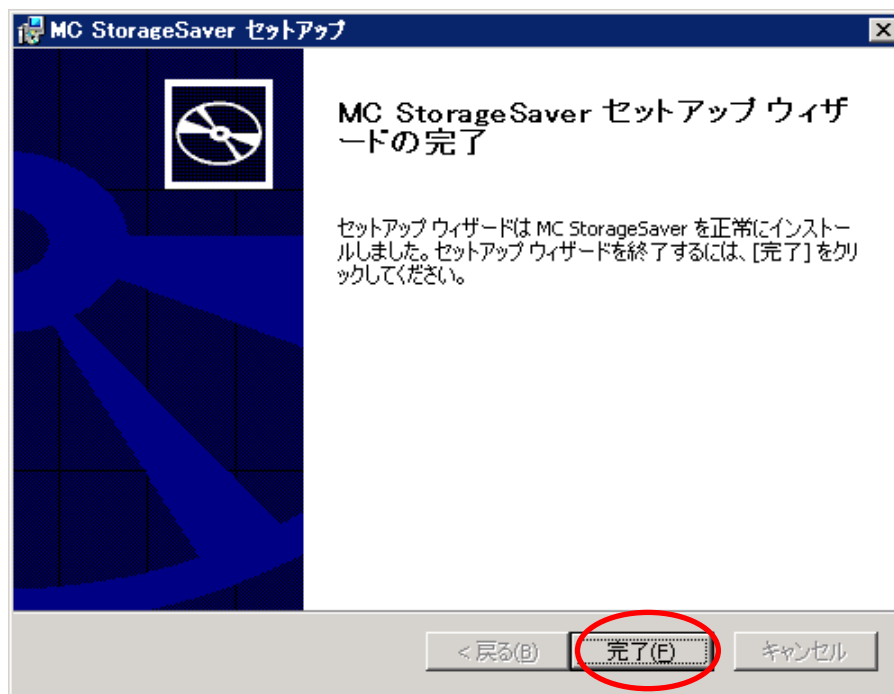 MC StorageSaver セットアップ
MC StorageSaver セットアップ ウィザ
ードの完了
セットアップ ウィザードは MC StorageSaver を正常にインストー
ルしました。セットアップ ウィザードを終了するには、[完了] をクリ
ックしてください。
< 戻る(B)
完了(F)
キャンセル